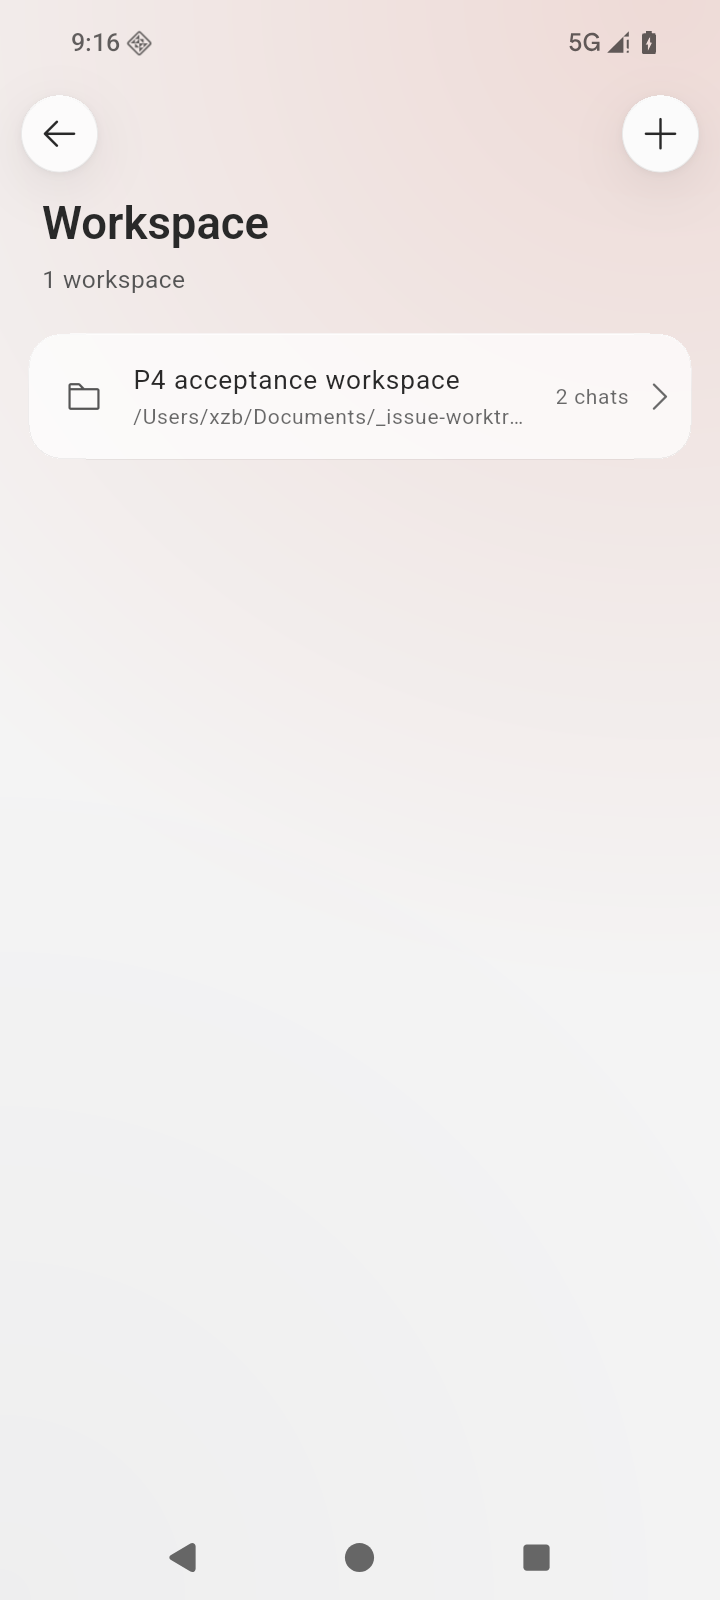 9:16
5G
Workspace
1 workspace
P4 acceptance workspace
/Users/xzb/Documents/_issue-worktr…
2 chats